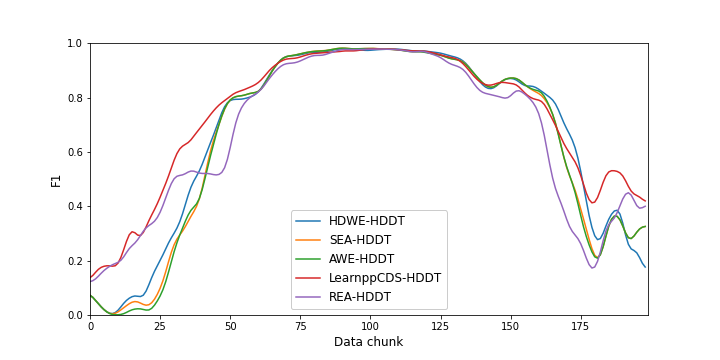 1.0
0.8
0.6
0.4
0.2
0.0
F1
0 25 50 75 100 125 150 175
Data chunk
HDWE-HDDT
SEA-HDDT
AWE-HDDT
LearnppCDS-HDDT
REA-HDDT